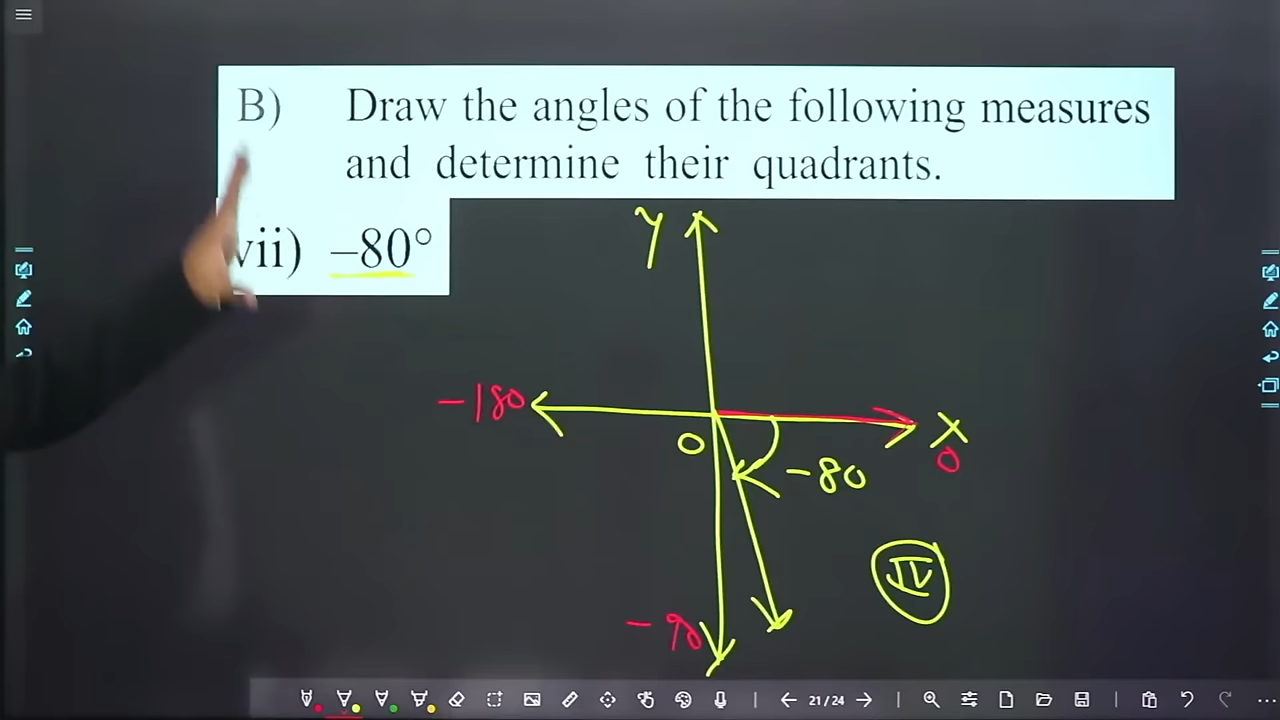 B) Draw the angles of the following measures
and determine their quadrants.
vii) –80°
Y
-180
O
X
0
-80
IV
-90
21/24